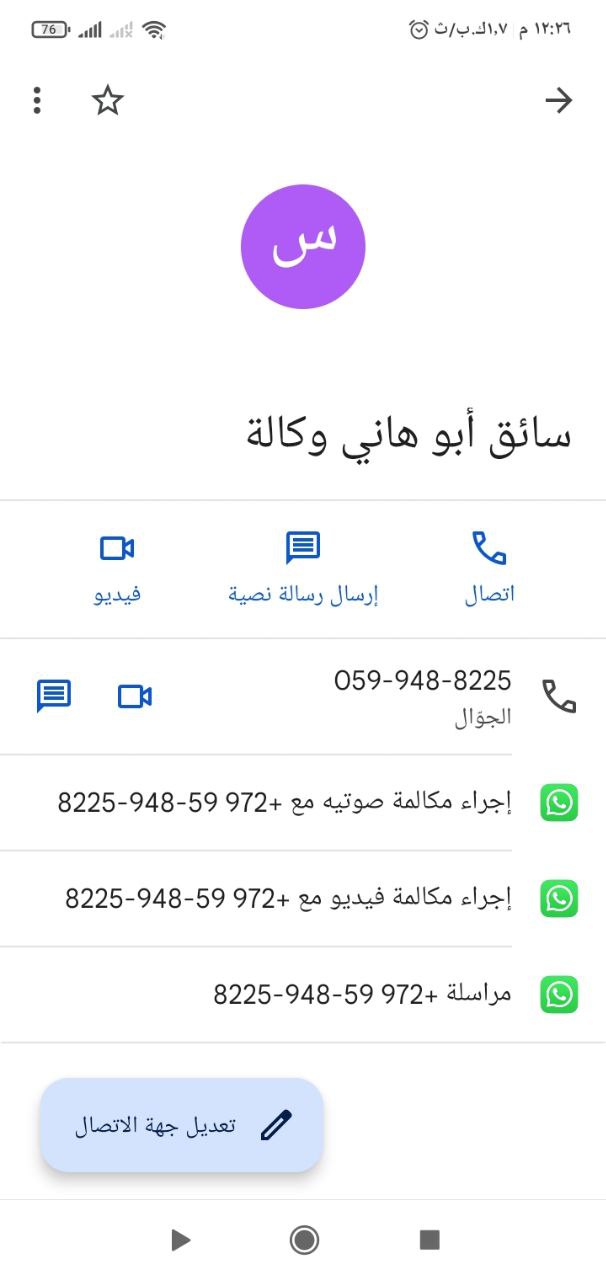 ١٢:٢٦ م | ١,٧ك.ب/ث
76
س
سائق أبو هاني وكالة
اتصال
إرسال رسالة نصية
فيديو
059-948-8225
الجوّال
إجراء مكالمة صوتيه مع +972 59-948-8225
إجراء مكالمة فيديو مع +972 59-948-8225
مراسلة +972 59-948-8225
تعديل جهة الاتصال